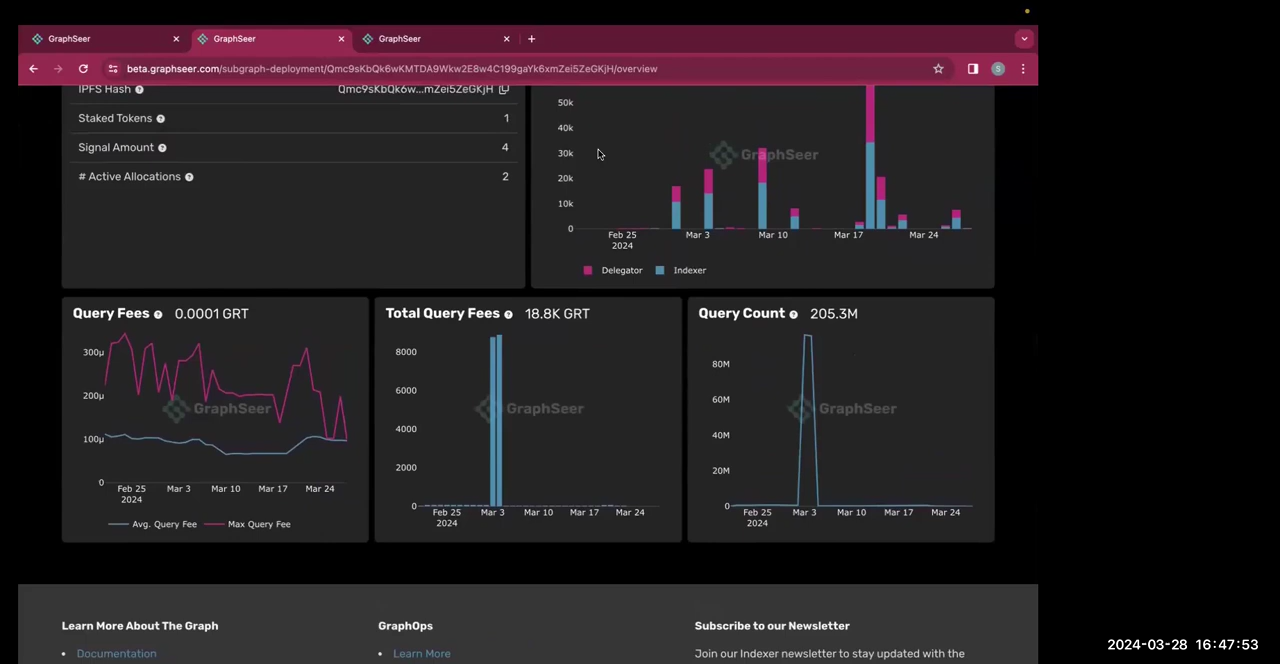 GraphSeer
GraphSeer
GraphSeer
beta.graphseer.com/subgraph-deployment/Qmc9sKbQk6wKMTDA9Wkw2E8w4C199gaYk6xmZei5ZeGKjH/overview
S
IPFS Hash ? Qmc9sKbQk6w...mZei5ZeGKjH
Staked Tokens ? 1
Signal Amount ? 4
# Active Allocations ? 2
50k
40k
30k
20k
10k
0
GraphSeer
Feb 25 Mar 3 Mar 10 Mar 17 Mar 24
2024
Delegator Indexer
Query Fees ? 0.0001 GRT
300µ
200µ
100µ
0
GraphSeer
Feb 25 Mar 3 Mar 10 Mar 17 Mar 24
2024
Avg. Query Fee Max Query Fee
Total Query Fees ? 18.8K GRT
8000
6000
4000
2000
0
GraphSeer
Feb 25 Mar 3 Mar 10 Mar 17 Mar 24
2024
Query Count ? 205.3M
80M
60M
40M
20M
0
GraphSeer
Feb 25 Mar 3 Mar 10 Mar 17 Mar 24
2024
Learn More About The Graph
• Documentation
GraphOps
• Learn More
Subscribe to our Newsletter
Join our Indexer newsletter to stay updated with the
2024-03-28 16:47:53